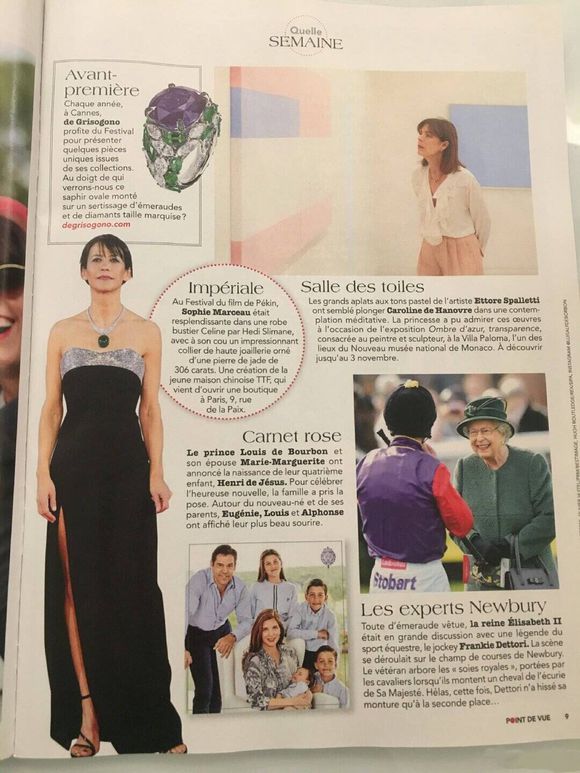 Quelle
SEMAINE
Avant-
première
Chaque année,
à Cannes,
de Grisogono
profite du Festival
pour présenter
quelques pièces
uniques issues
de ses collections.
Au doigt de qui
verrons-nous ce
saphir ovale monté
sur un sertissage d'émeraudes
et de diamants taille marquise ?
degrisogono.com
Impériale
Au Festival du film de Pékin,
Sophie Marceau était
resplendissante dans une robe
bustier Celine par Hedi Slimane,
avec à son cou un impressionnant
collier de haute joaillerie orné
d'un pierre de jade de
306 carats. Une création de la
jeune maison chinoise TTF, qui
vient d'ouvrir une boutique
à Paris, 9, rue
de la Paix.
Salle des toiles
Les grands aplats aux tons pastel de l'artiste Ettore Spalletti
ont semblé plonger Caroline de Hanovre dans une contem-
plation méditative. La princesse a pu admirer ces œuvres
à l'occasion de l'exposition Ombre d'azur, transparence,
consacrée au peintre et sculpteur, à la Villa Paloma, l'un des
lieux du Nouveau musée national de Monaco. À découvrir
jusqu'au 3 novembre.
Carnet rose
Le prince Louis de Bourbon et
son épouse Marie-Marguerite ont
annoncé la naissance de leur quatrième
enfant, Henri de Jésus. Pour célébrer
l'heureuse nouvelle, la famille a pris la
pose. Autour du nouveau-né et de ses
parents, Eugénie, Louis et Alphonse
ont affiché leur plus beau sourire.
Stobart
Les experts Newbury
Toute d'émeraude vêtue, la reine Élisabeth II
était en grande discussion avec une légende du
sport équestre, le jockey Frankie Dettori. La scène
se déroulait sur le champ de courses de Newbury.
Le vétéran arbore les « soies royales », portées par
les cavaliers lorsqu'ils montent un cheval de l'écurie
de Sa Majesté. Hélas, cette fois, Dettori n'a hissé sa
monture qu'à la seconde place…
POINT DE VUE 9